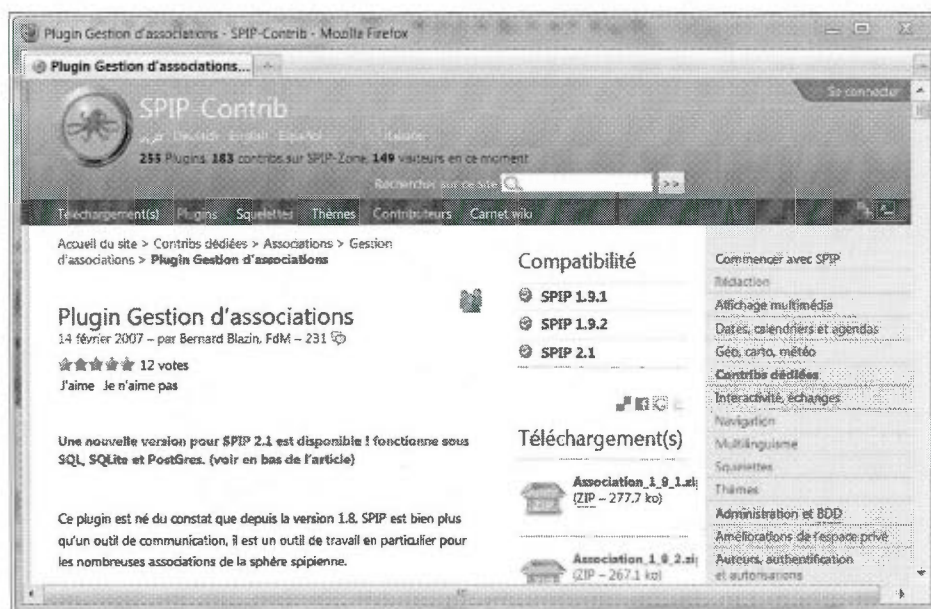 Plugin Gestion d'associations - SPIP-Contrib - Mozilla Firefox
Plugin Gestion d'associations...
Se connecter
SPIP Contrib
عربي Deutsch English Español italiano
255 Plugins, 183 contribs sur SPIP-Zone, 149 visiteurs en ce moment
Rechercher sur ce site >>
Téléchargement(s) Plugins Squelettes Thèmes Contributeurs Carnet wiki
Accueil du site > Contribs dédiées > Associations > Gestion
d'associations > Plugin Gestion d'associations
Plugin Gestion d'associations
14 février 2007 – par Bernard Blazin, FdM – 231
12 votes
J'aime Je n'aime pas
Une nouvelle version pour SPIP 2.1 est disponible ! fonctionne sous
SQL, SQLite et PostGres. (voir en bas de l'article)
Ce plugin est né du constat que depuis la version 1.8, SPIP est bien plus
qu'un outil de communication, il est un outil de travail en particulier pour
les nombreuses associations de la sphère spipienne.
Compatibilité
SPIP 1.9.1
SPIP 1.9.2
SPIP 2.1
Téléchargement(s)
Association_1_9_1.zip
(ZIP – 277.7 ko)
Association_1_9_2.zip
(ZIP – 267.1 ko)
Commencer avec SPIP
Rédaction
Affichage multimédia
Dates, calendriers et agendas
Géo, carto, météo
Contribs dédiées
Interactivité, échanges
Navigation
Multilinguisme
Squelettes
Thèmes
Administration et BDD
Améliorations de l'espace privé
Auteurs, authentification
et autorisations